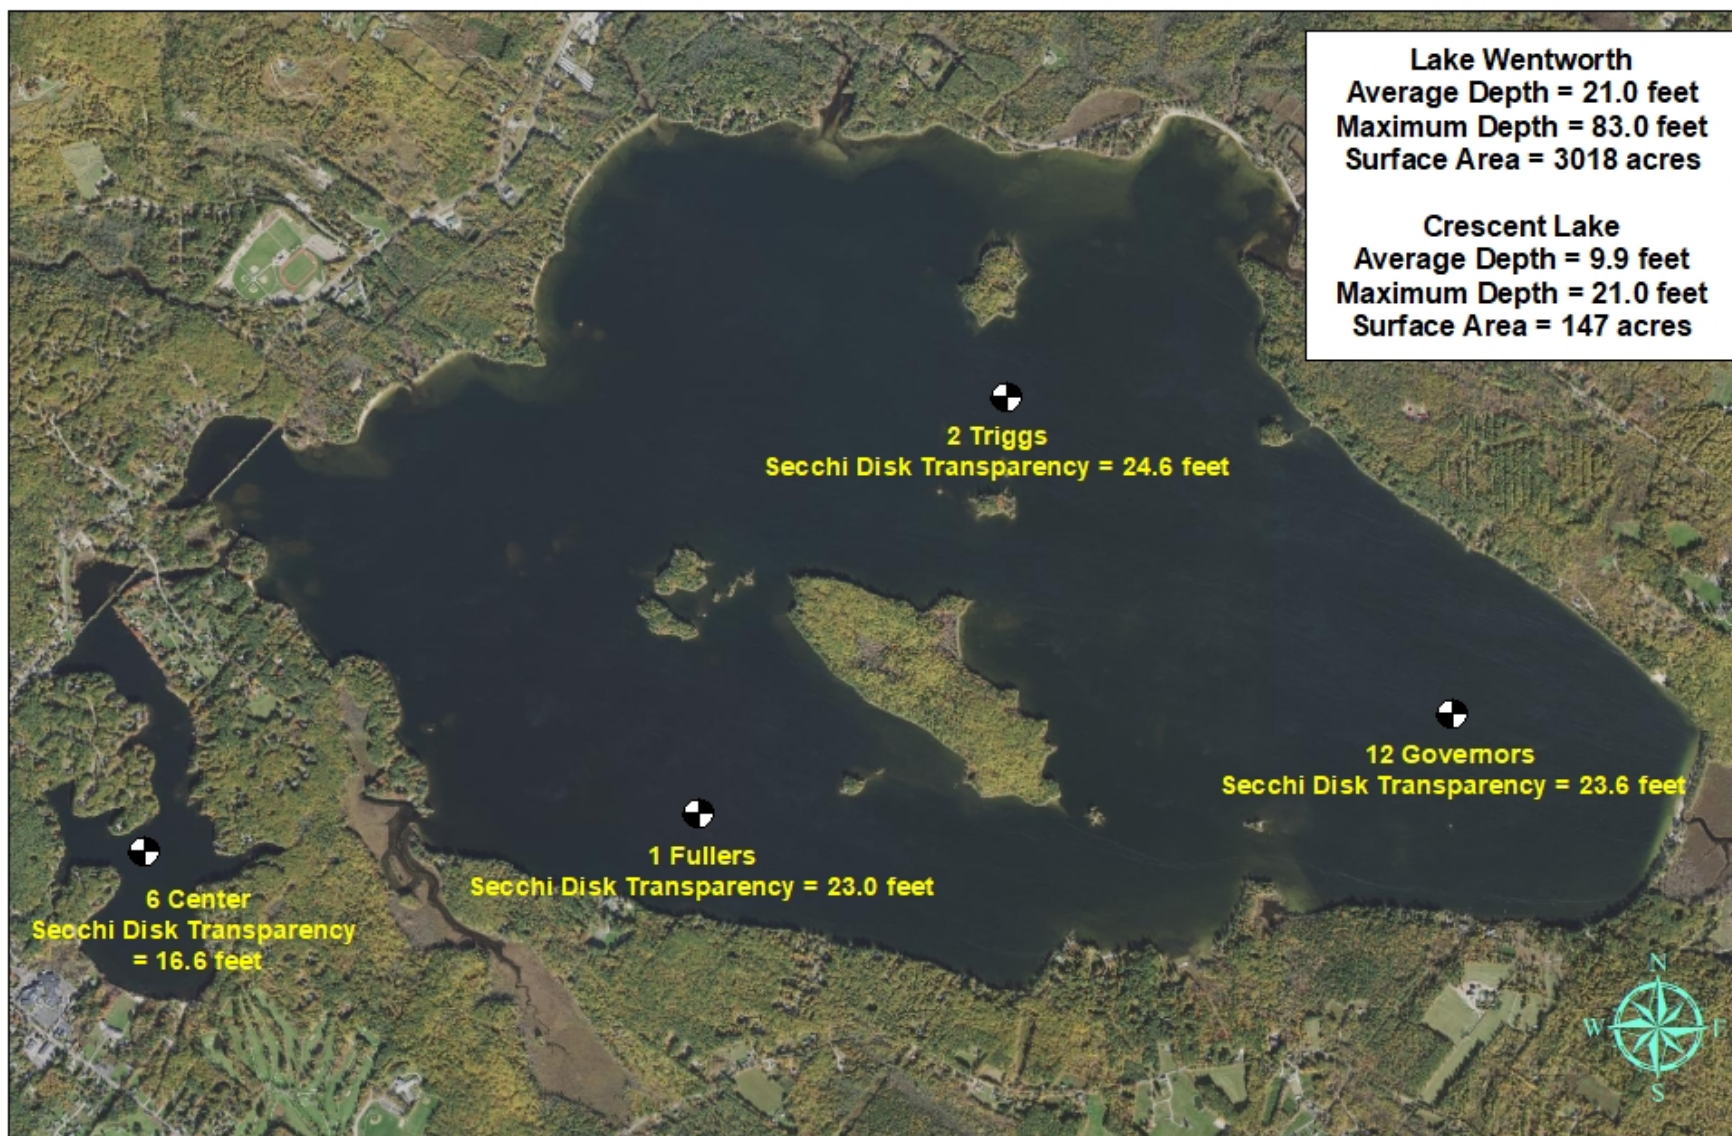 Lake Wentworth
Average Depth = 21.0 feet
Maximum Depth = 83.0 feet
Surface Area = 3018 acres
Crescent Lake
Average Depth = 9.9 feet
Maximum Depth = 21.0 feet
Surface Area = 147 acres
2 Triggs
Secchi Disk Transparency = 24.6 feet
12 Governors
Secchi Disk Transparency = 23.6 feet
1 Fullers
Secchi Disk Transparency = 23.0 feet
6 Center
Secchi Disk Transparency
= 16.6 feet
N
W E
S